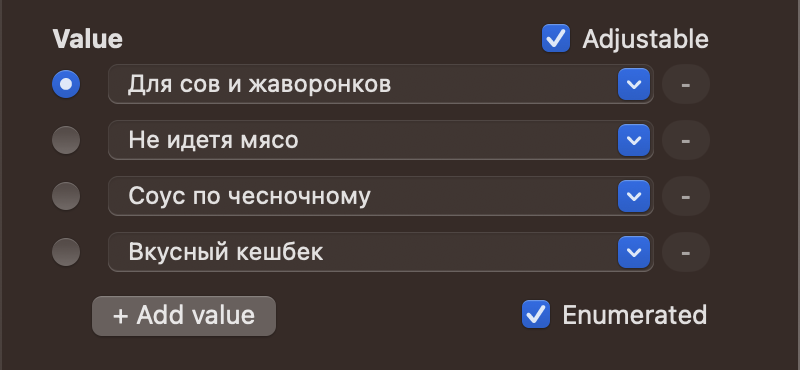 Value
Adjustable
Для сов и жаворонков
-
Не идетя мясо
-
Соус по чесночному
-
Вкусный кешбек
-
+ Add value
Enumerated